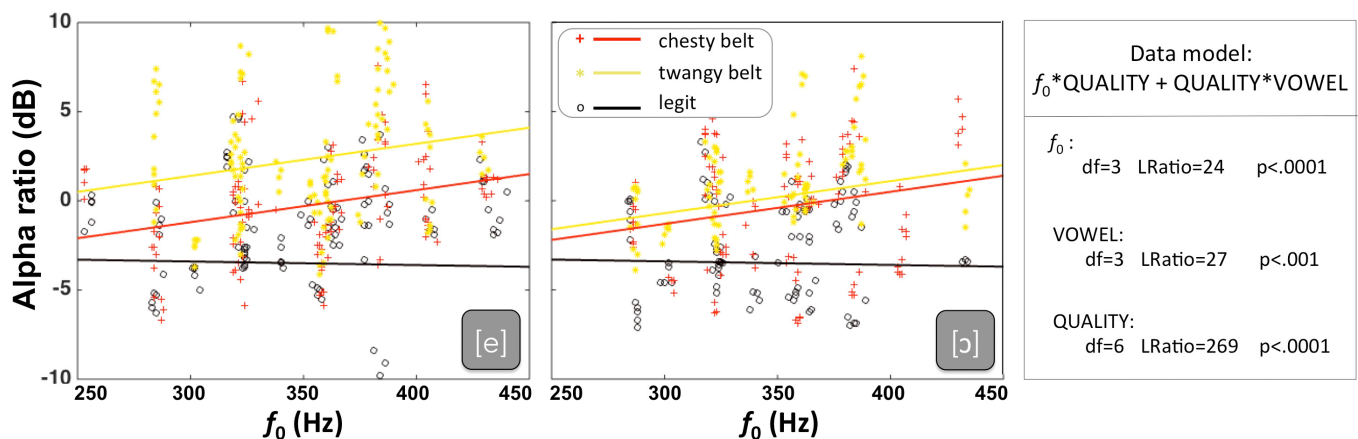 Alpha ratio (dB)
10
5
0
-5
-10
250
300
350
400
450
f₀ (Hz)
[e]
chesty belt
twangy belt
legit
250
300
350
400
450
f₀ (Hz)
[ɔ]
Data model:
f₀*QUALITY + QUALITY*VOWEL
f₀ :
df=3 LRatio=24 p<.0001
VOWEL:
df=3 LRatio=27 p<.001
QUALITY:
df=6 LRatio=269 p<.0001